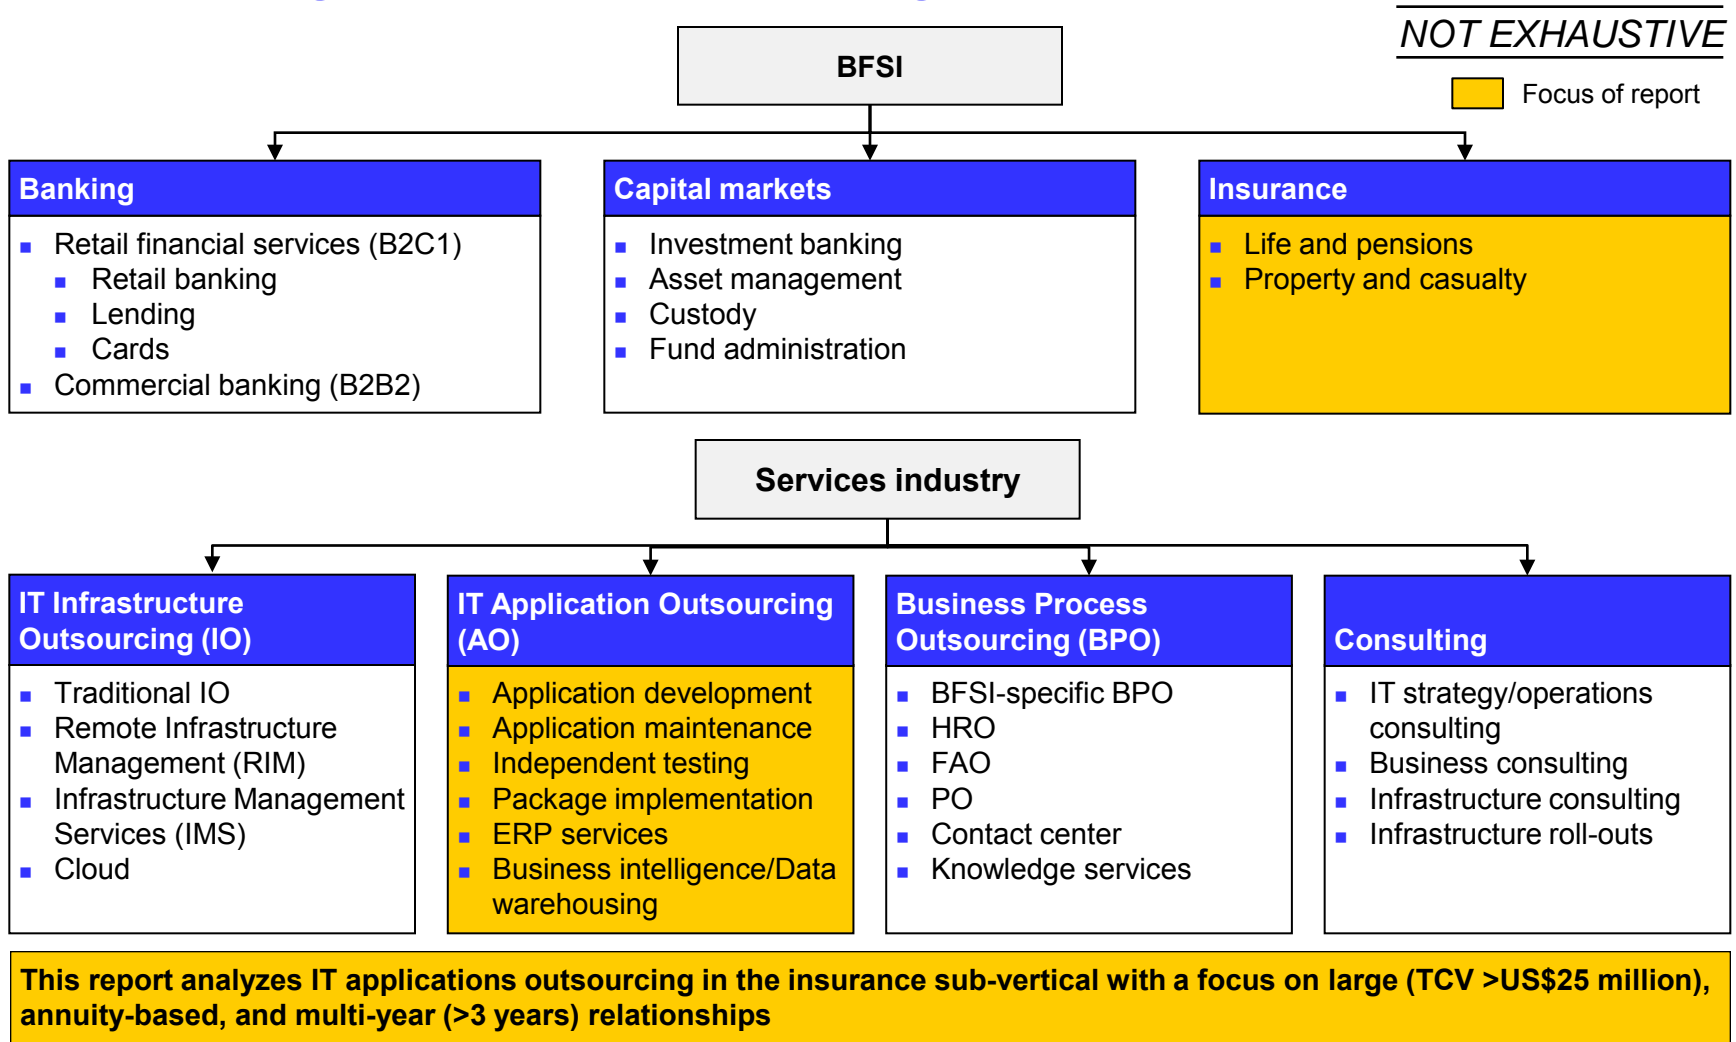 NOT EXHAUSTIVE
Focus of report
BFSI
Banking
Retail financial services (B2C1)
Retail banking
Lending
Cards
Commercial banking (B2B2)
Capital markets
Investment banking
Asset management
Custody
Fund administration
Insurance
Life and pensions
Property and casualty
Services industry
IT Infrastructure
Outsourcing (IO)
Traditional IO
Remote Infrastructure
Management (RIM)
Infrastructure Management
Services (IMS)
Cloud
IT Application Outsourcing
(AO)
Application development
Application maintenance
Independent testing
Package implementation
ERP services
Business intelligence/Data
warehousing
Business Process
Outsourcing (BPO)
BFSI-specific BPO
HRO
FAO
PO
Contact center
Knowledge services
Consulting
IT strategy/operations
consulting
Business consulting
Infrastructure consulting
Infrastructure roll-outs
This report analyzes IT applications outsourcing in the insurance sub-vertical with a focus on large (TCV >US$25 million),
annuity-based, and multi-year (>3 years) relationships